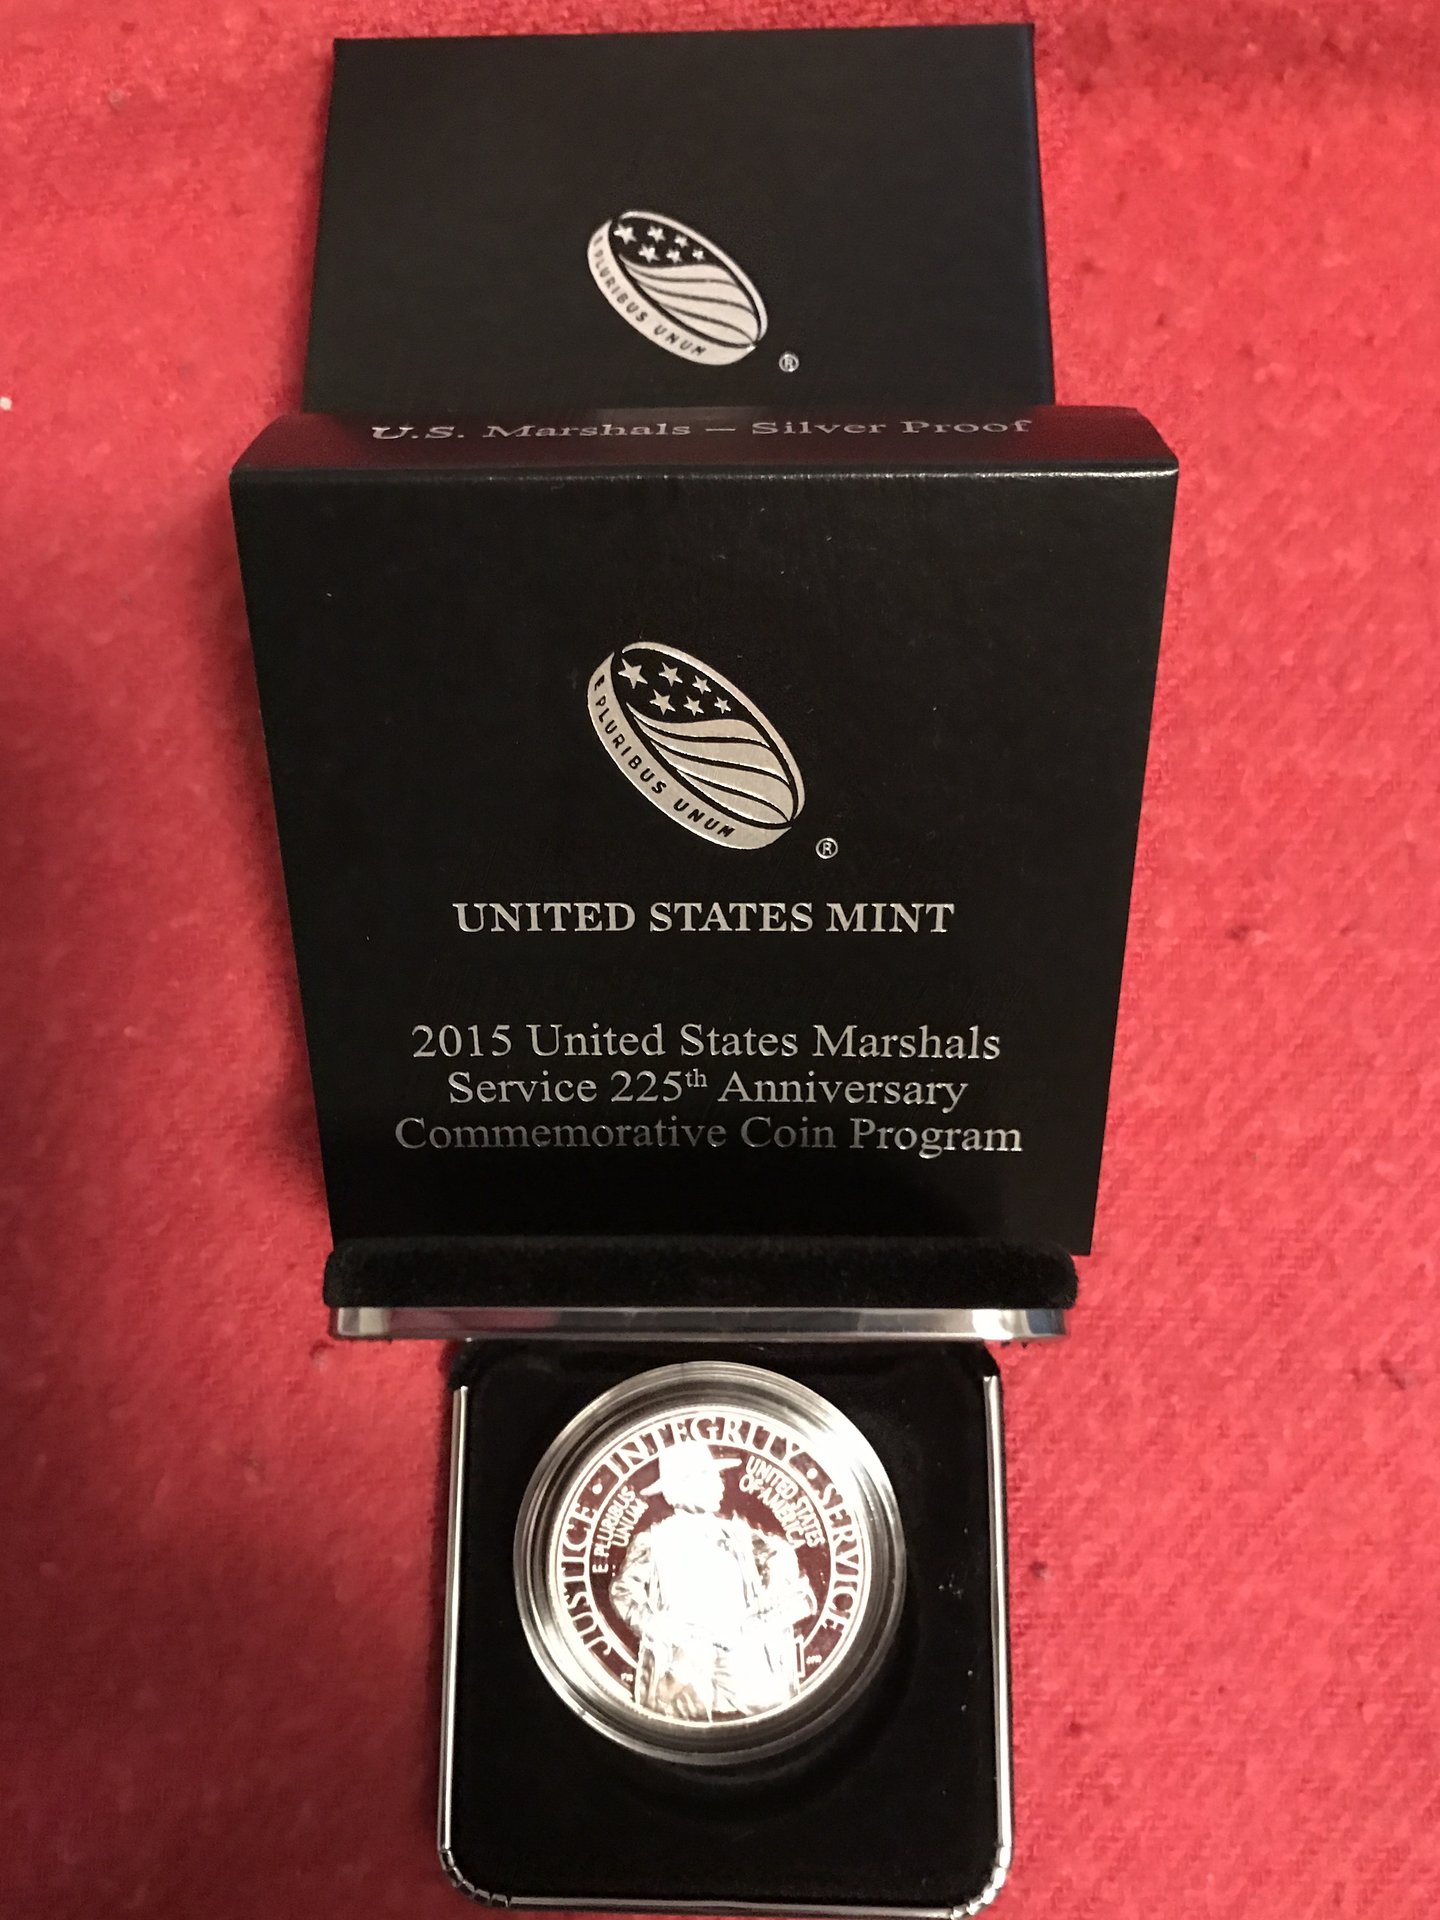 E PLURIBUS UNUM
®
U.S. Marshals – Silver Proof
E PLURIBUS UNUM
®
UNITED STATES MINT
2015 United States Marshals
Service 225th Anniversary
Commemorative Coin Program
JUSTICE · INTEGRITY · SERVICE
E PLURIBUS
UNUM
UNITED STATES
OF AMERICA